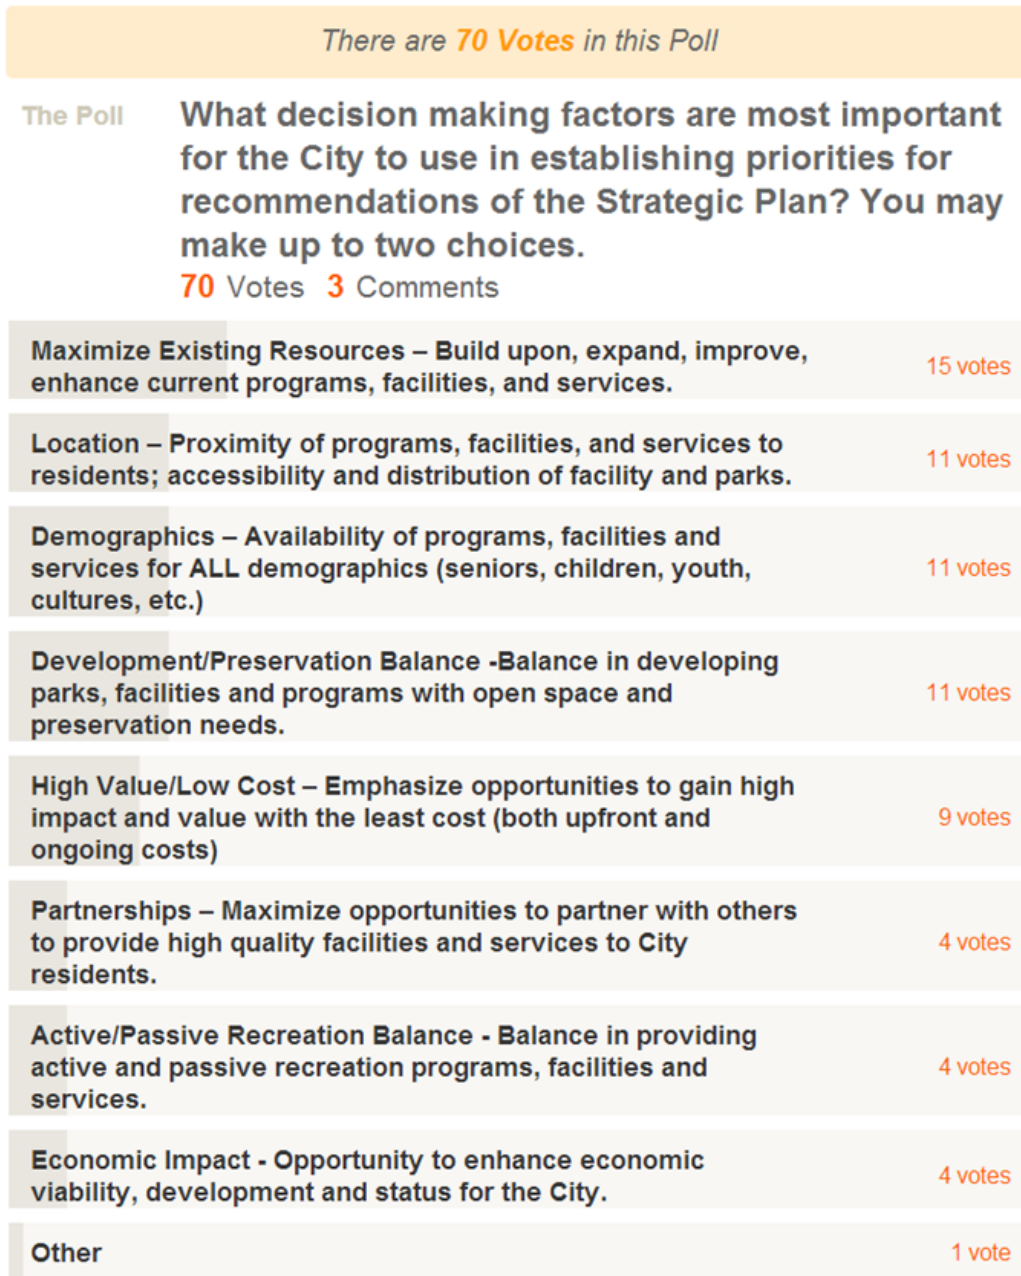 There are 70 Votes in this Poll
The Poll
What decision making factors are most important
for the City to use in establishing priorities for
recommendations of the Strategic Plan? You may
make up to two choices.
70 Votes 3 Comments
Maximize Existing Resources – Build upon, expand, improve,
enhance current programs, facilities, and services.
15 votes
Location – Proximity of programs, facilities, and services to
residents; accessibility and distribution of facility and parks.
11 votes
Demographics – Availability of programs, facilities and
services for ALL demographics (seniors, children, youth,
cultures, etc.)
11 votes
Development/Preservation Balance -Balance in developing
parks, facilities and programs with open space and
preservation needs.
11 votes
High Value/Low Cost – Emphasize opportunities to gain high
impact and value with the least cost (both upfront and
ongoing costs)
9 votes
Partnerships – Maximize opportunities to partner with others
to provide high quality facilities and services to City
residents.
4 votes
Active/Passive Recreation Balance - Balance in providing
active and passive recreation programs, facilities and
services.
4 votes
Economic Impact - Opportunity to enhance economic
viability, development and status for the City.
4 votes
Other
1 vote